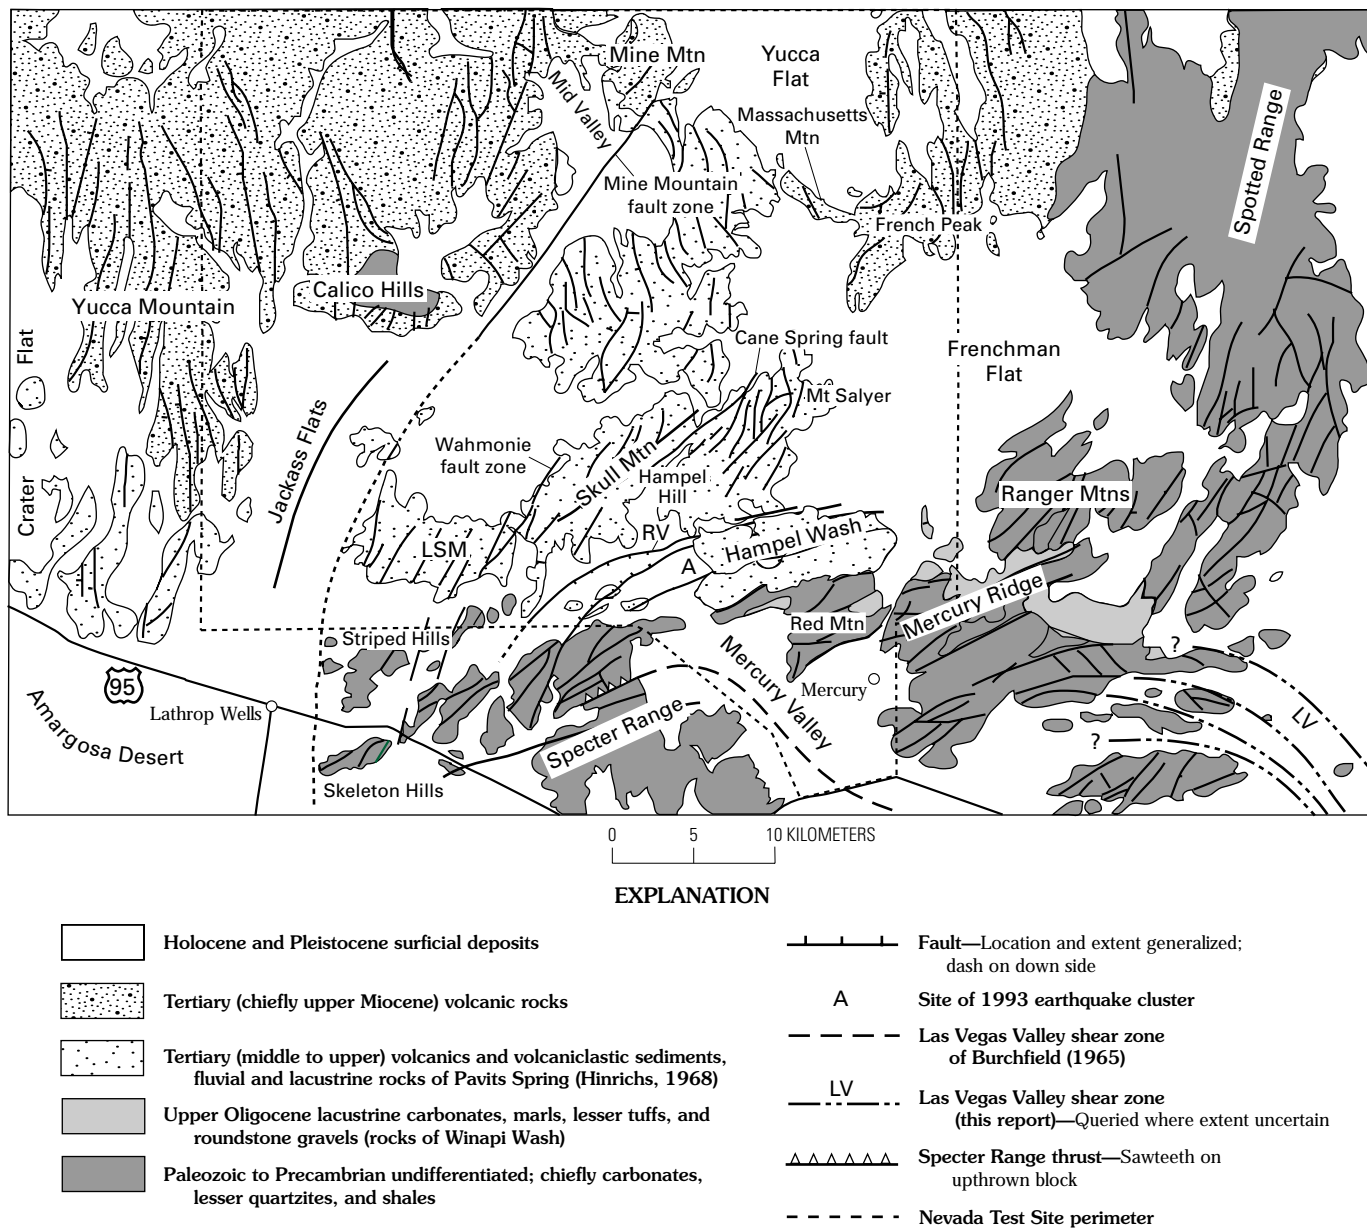 Mine Mtn
Yucca
Flat
Mid Valley
Massachusetts
Mtn
Spotted Range
Mine Mountain
fault zone
French Peak
Calico Hills
Yucca Mountain
Flat
Crater
Cane Spring fault
Frenchman
Flat
Mt Salyer
Jackass Flats
Wahmonie
fault zone
Skull Mtn
Hampel
Hill
Ranger Mtns
RV
Hampel Wash
LSM
A
Mercury Ridge
Red Mtn
Striped Hills
Mercury Valley
?
95
Mercury
Lathrop Wells
LV
Amargosa Desert
Specter Range
?
Skeleton Hills
0 5 10 KILOMETERS
EXPLANATION
Holocene and Pleistocene surficial deposits
Tertiary (chiefly upper Miocene) volcanic rocks
Tertiary (middle to upper) volcanics and volcaniclastic sediments,
fluvial and lacustrine rocks of Pavits Spring (Hinrichs, 1968)
Upper Oligocene lacustrine carbonates, marls, lesser tuffs, and
roundstone gravels (rocks of Winapi Wash)
Paleozoic to Precambrian undifferentiated; chiefly carbonates,
lesser quartzites, and shales
Fault—Location and extent generalized;
dash on down side
A
Site of 1993 earthquake cluster
Las Vegas Valley shear zone
of Burchfield (1965)
LV
Las Vegas Valley shear zone
(this report)—Queried where extent uncertain
Specter Range thrust—Sawteeth on
upthrown block
Nevada Test Site perimeter